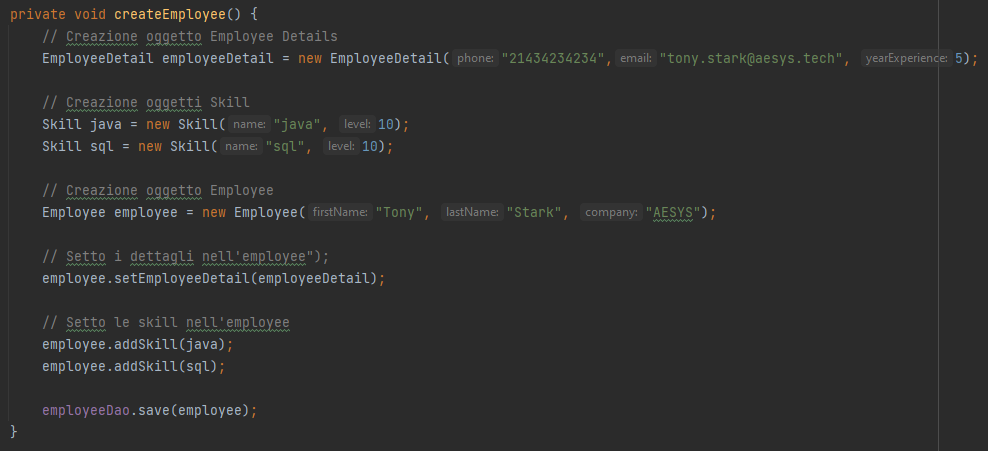 private void createEmployee() {
// Creazione oggetto Employee Details
EmployeeDetail employeeDetail = new EmployeeDetail( phone: "21434234234", email: "tony.stark@aesys.tech", yearExperience: 5);
// Creazione oggetti Skill
Skill java = new Skill( name: "java", level: 10);
Skill sql = new Skill( name: "sql", level: 10);
// Creazione oggetto Employee
Employee employee = new Employee( firstName: "Tony", lastName: "Stark", company: "AESYS");
// Setto i dettagli nell'employee");
employee.setEmployeeDetail(employeeDetail);
// Setto le skill nell'employee
employee.addSkill(java);
employee.addSkill(sql);
employeeDao.save(employee);
}